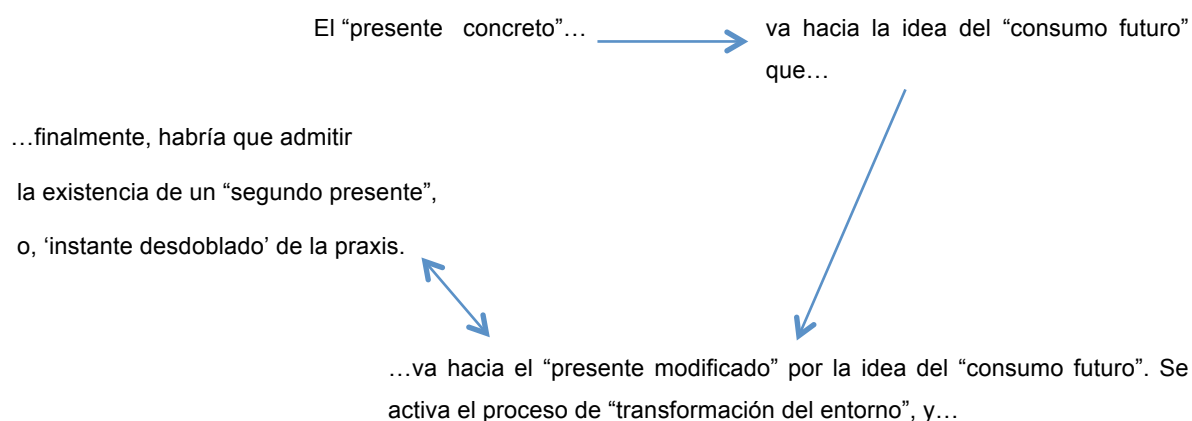 El “presente concreto”…
va hacia la idea del “consumo futuro”
que…
…va hacia el “presente modificado” por la idea del “consumo futuro”. Se
activa el proceso de “transformación del entorno”, y…
…finalmente, habría que admitir
la existencia de un “segundo presente”,
o, ‘instante desdoblado’ de la praxis.